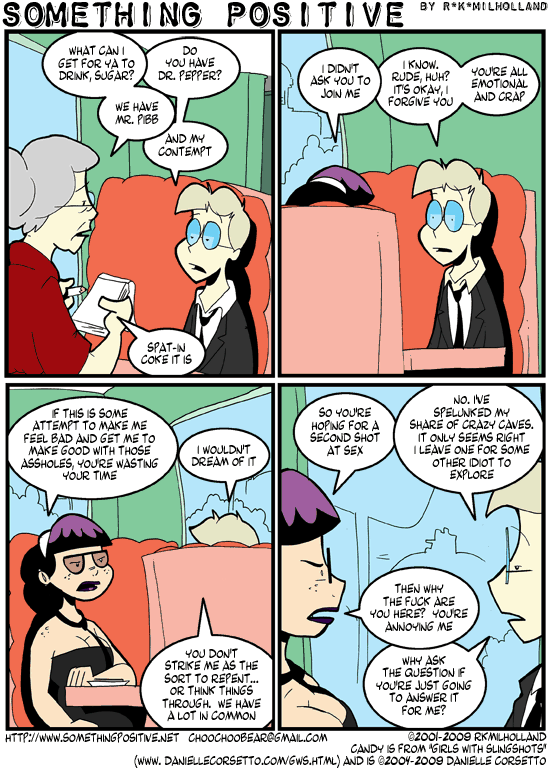 SOMETHING POSITIVE BY R*K*MILHOLLAND
WHAT CAN I
GET FOR YA TO
DRINK, SUGAR?
DO
YOU HAVE
DR. PEPPER?
WE HAVE
MR. PIBB
AND MY
CONTEMPT
SPAT-IN
COKE IT IS
I DIDN'T
ASK YOU TO
JOIN ME
I KNOW.
RUDE, HUH?
IT'S OKAY, I
FORGIVE YOU
YOU'RE ALL
EMOTIONAL
AND CRAP
IF THIS IS SOME
ATTEMPT TO MAKE ME
FEEL BAD AND GET ME TO
MAKE GOOD WITH THOSE
ASSHOLES, YOU'RE WASTING
YOUR TIME
I WOULDN'T
DREAM OF IT
YOU DON'T
STRIKE ME AS THE
SORT TO REPENT...
OR THINK THINGS
THROUGH. WE HAVE
A LOT IN COMMON
SO YOU'RE
HOPING FOR A
SECOND SHOT
AT SEX
NO. I'VE
SPELUNKED MY
SHARE OF CRAZY CAVES.
IT ONLY SEEMS RIGHT
I LEAVE ONE FOR SOME
OTHER IDIOT TO
EXPLORE
THEN WHY
THE FUCK ARE
YOU HERE? YOU'RE
ANNOYING ME
WHY ASK
THE QUESTION IF
YOU'RE JUST GOING
TO ANSWER IT
FOR ME?
HTTP://WWW.SOMETHINGPOSITIVE.NET CHOOCHOOBEAR@GMAIL.COM ©2001-2009 RKMILHOLLAND
CANDY IS FROM "GIRLS WITH SLINGSHOTS"
(WWW. DANIELLECORSETTO.COM/GWS.HTML) AND IS ©2004-2009 DANIELLE CORSETTO